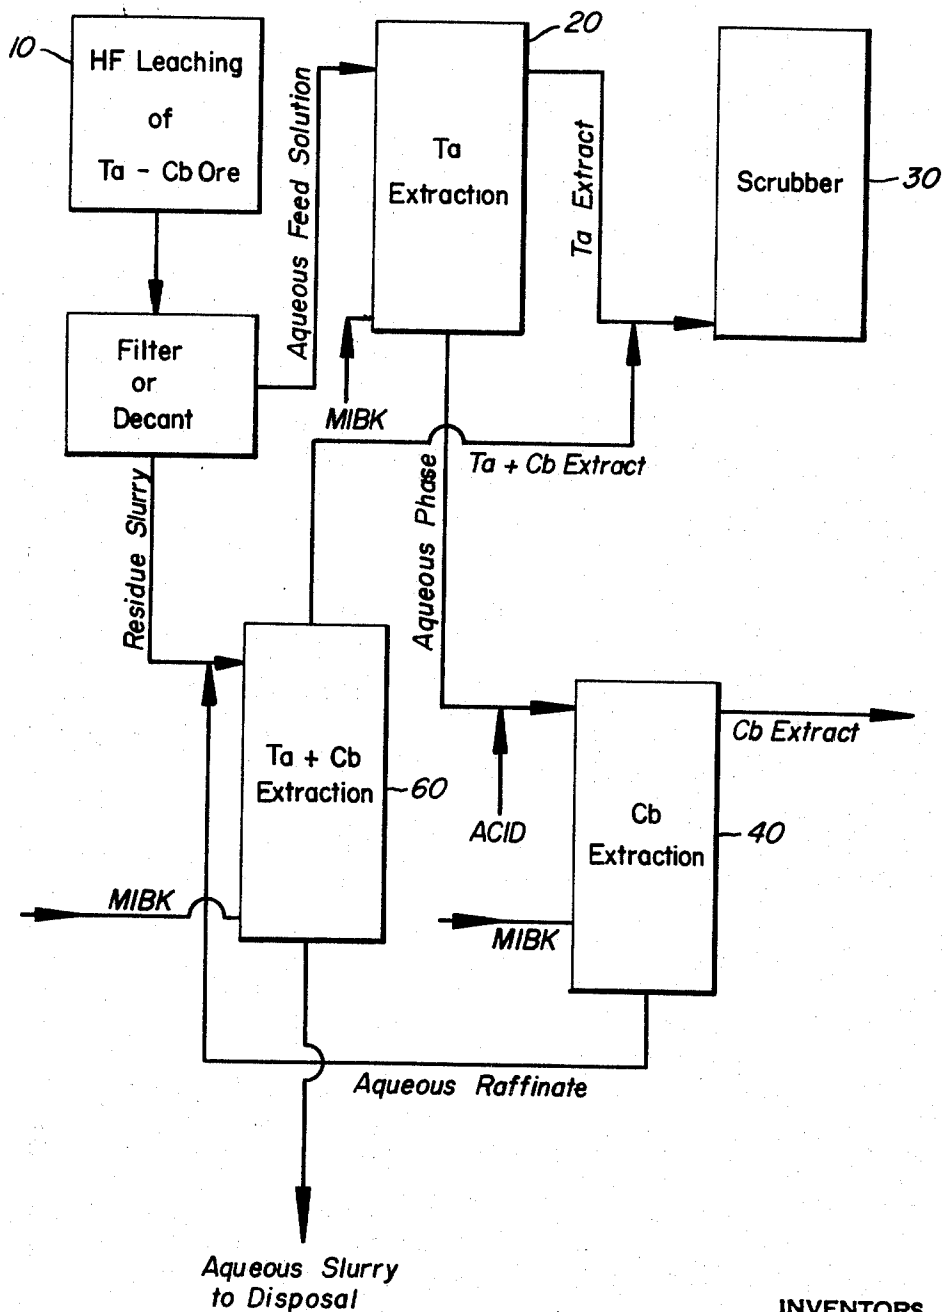 10
HF Leaching
of
Ta - Cb Ore
20
Ta
Extraction
Scrubber
30
Aqueous Feed Solution
Ta Extract
Filter
or
Decant
MIBK
Ta + Cb Extract
Residue Slurry
Aqueous Phase
Ta + Cb
Extraction
60
Cb Extract
ACID
Cb
Extraction
40
MIBK
MIBK
Aqueous Raffinate
Aqueous Slurry
to Disposal
INVENTORS